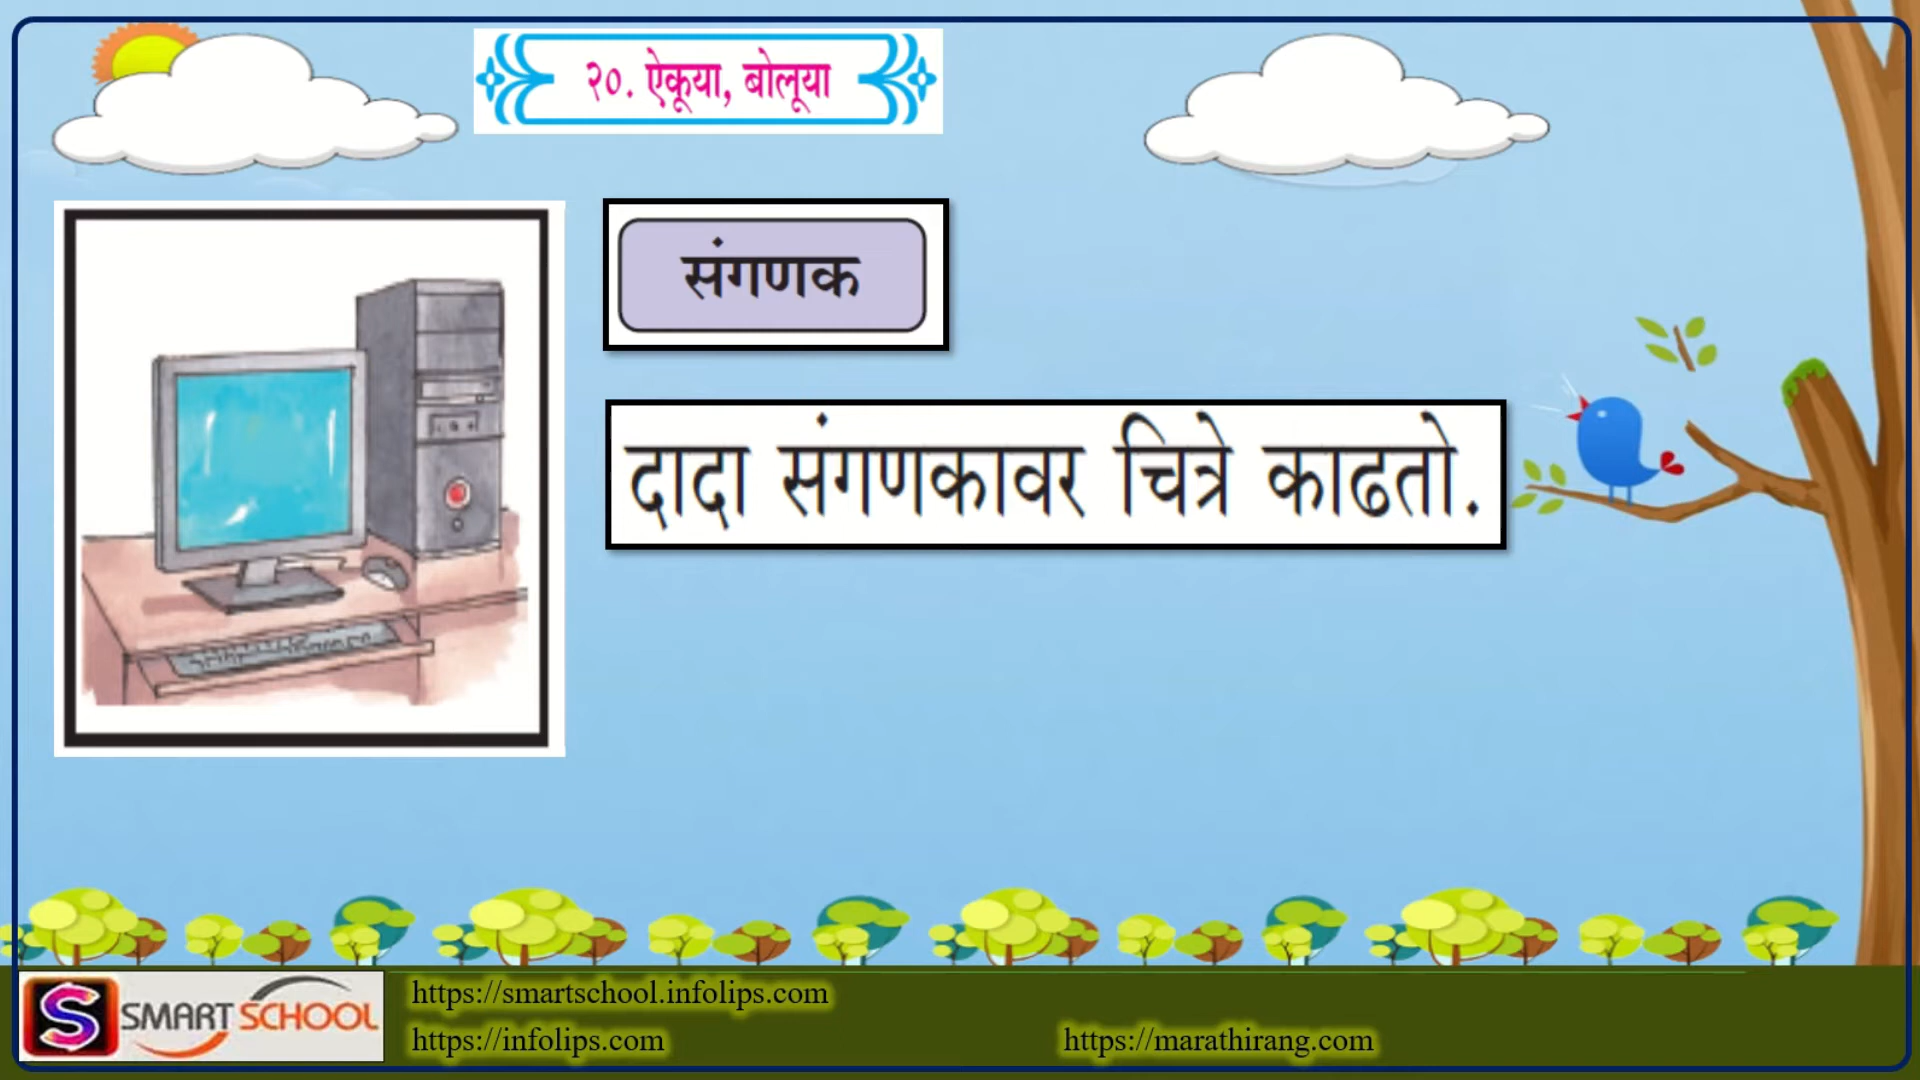 २०. ऐकूया, बोलूया
संगणक
दादा संगणकावर चित्रे काढतो.
S SMART SCHOOL
https://smartschool.infolips.com
https://infolips.com
https://marathirang.com